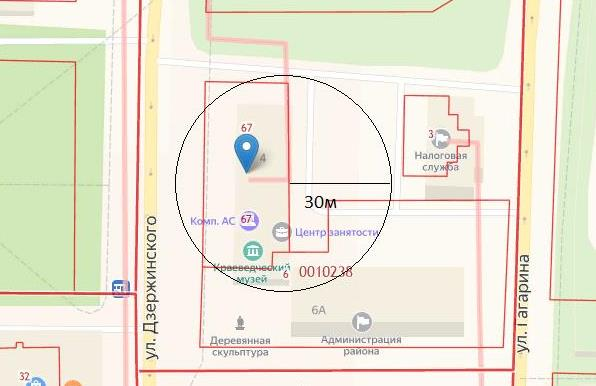 67
4
3
Налоговая
служба
30м
Комп. АС
67
Центр занятости
Краеведческий
музей
6
0010238
6А
Деревянная
скульптура
Администрация
района
32
ул. Дзержинского
ул. Гагарина